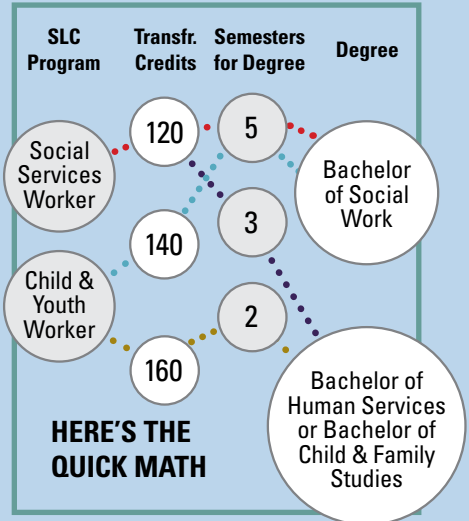 SLC
Program
Transfr.
Credits
Semesters
for Degree
Degree
Social
Services
Worker
120
5
Bachelor
of Social
Work
140
3
Child &
Youth
Worker
160
2
Bachelor of
Human Services
or Bachelor of
Child & Family
Studies
HERE'S THE
QUICK MATH